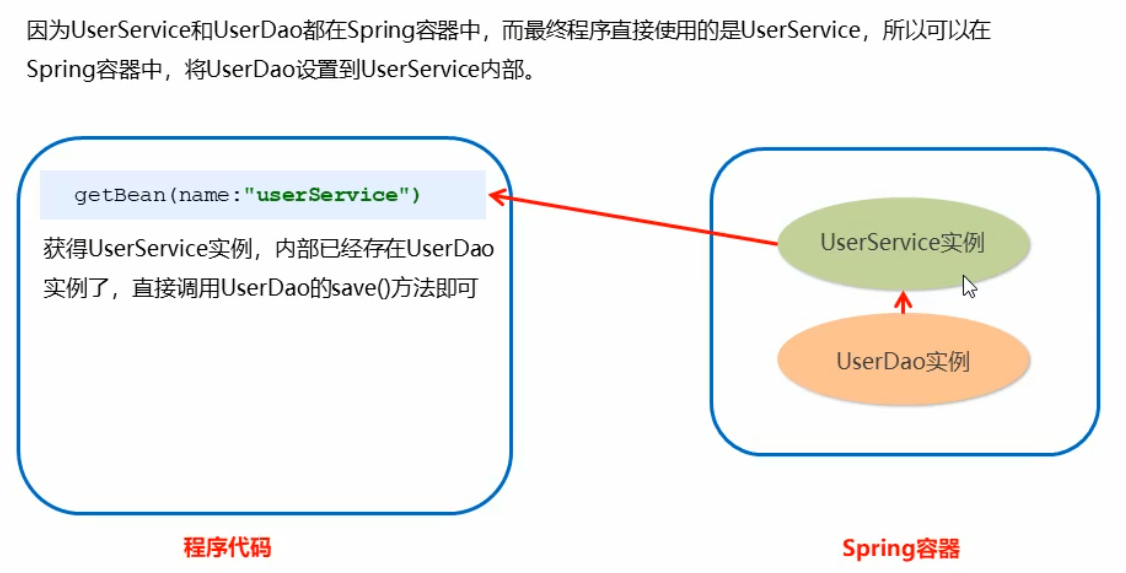 因为UserService和UserDao都在Spring容器中，而最终程序直接使用的是UserService，所以可以在
Spring容器中，将UserDao设置到UserService内部。
getBean(name:"userService")
获得UserService实例，内部已经存在UserDao
实例了，直接调用UserDao的save()方法即可
UserService实例
UserDao实例
程序代码
Spring容器